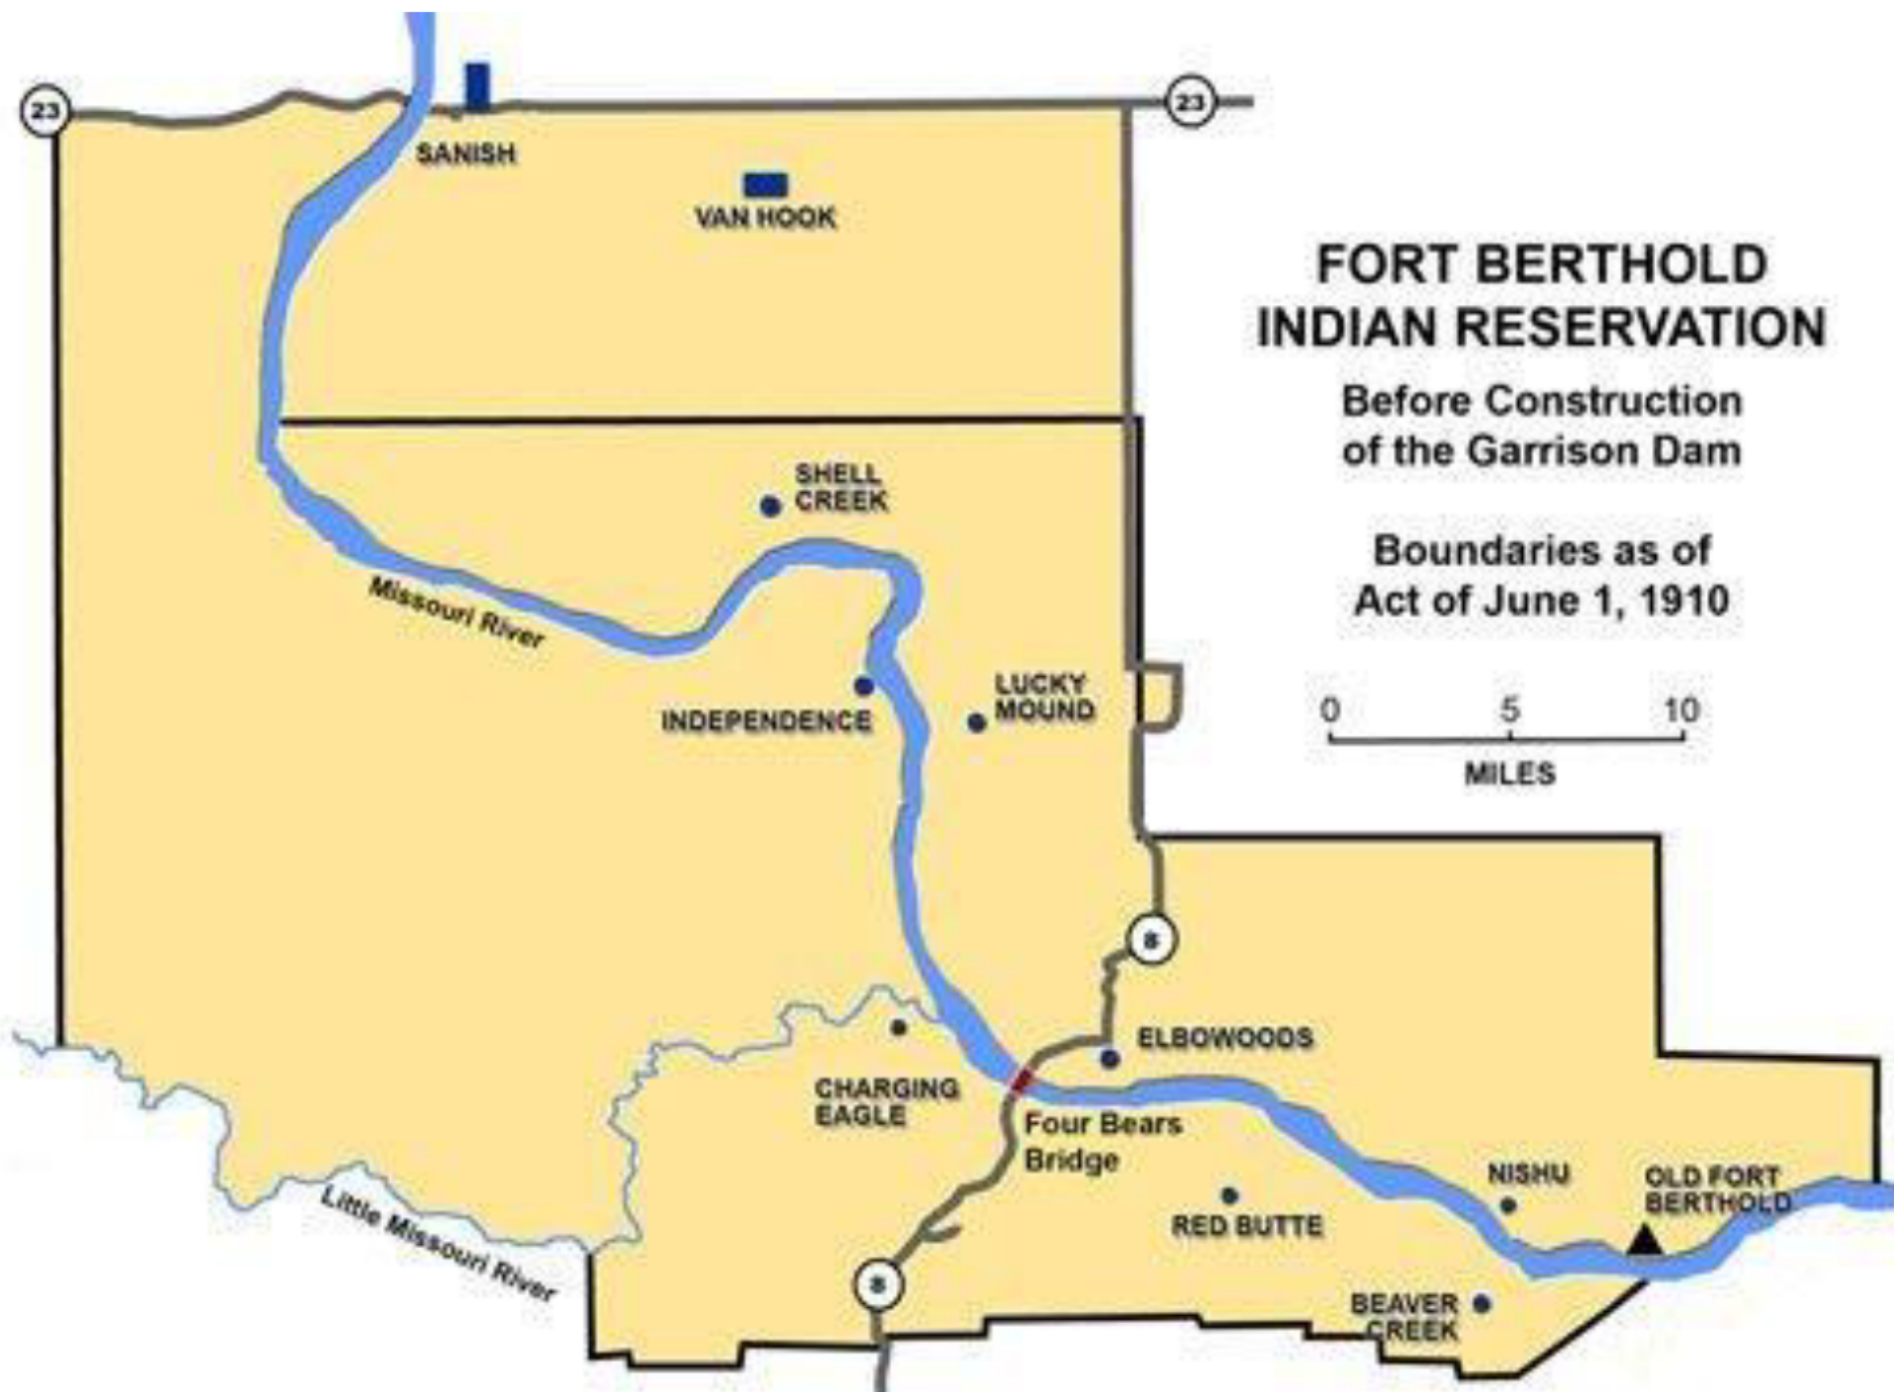 23
23
SANISH
VAN HOOK
FORT BERTHOLD
INDIAN RESERVATION
Before Construction
of the Garrison Dam
Boundaries as of
Act of June 1, 1910
0 5 10
MILES
SHELL
CREEK
Missouri River
INDEPENDENCE
LUCKY
MOUND
8
ELBOWOODS
CHARGING
EAGLE
Four Bears
Bridge
NISHU
OLD FORT
BERTHOLD
RED BUTTE
Little Missouri River
8
BEAVER
CREEK